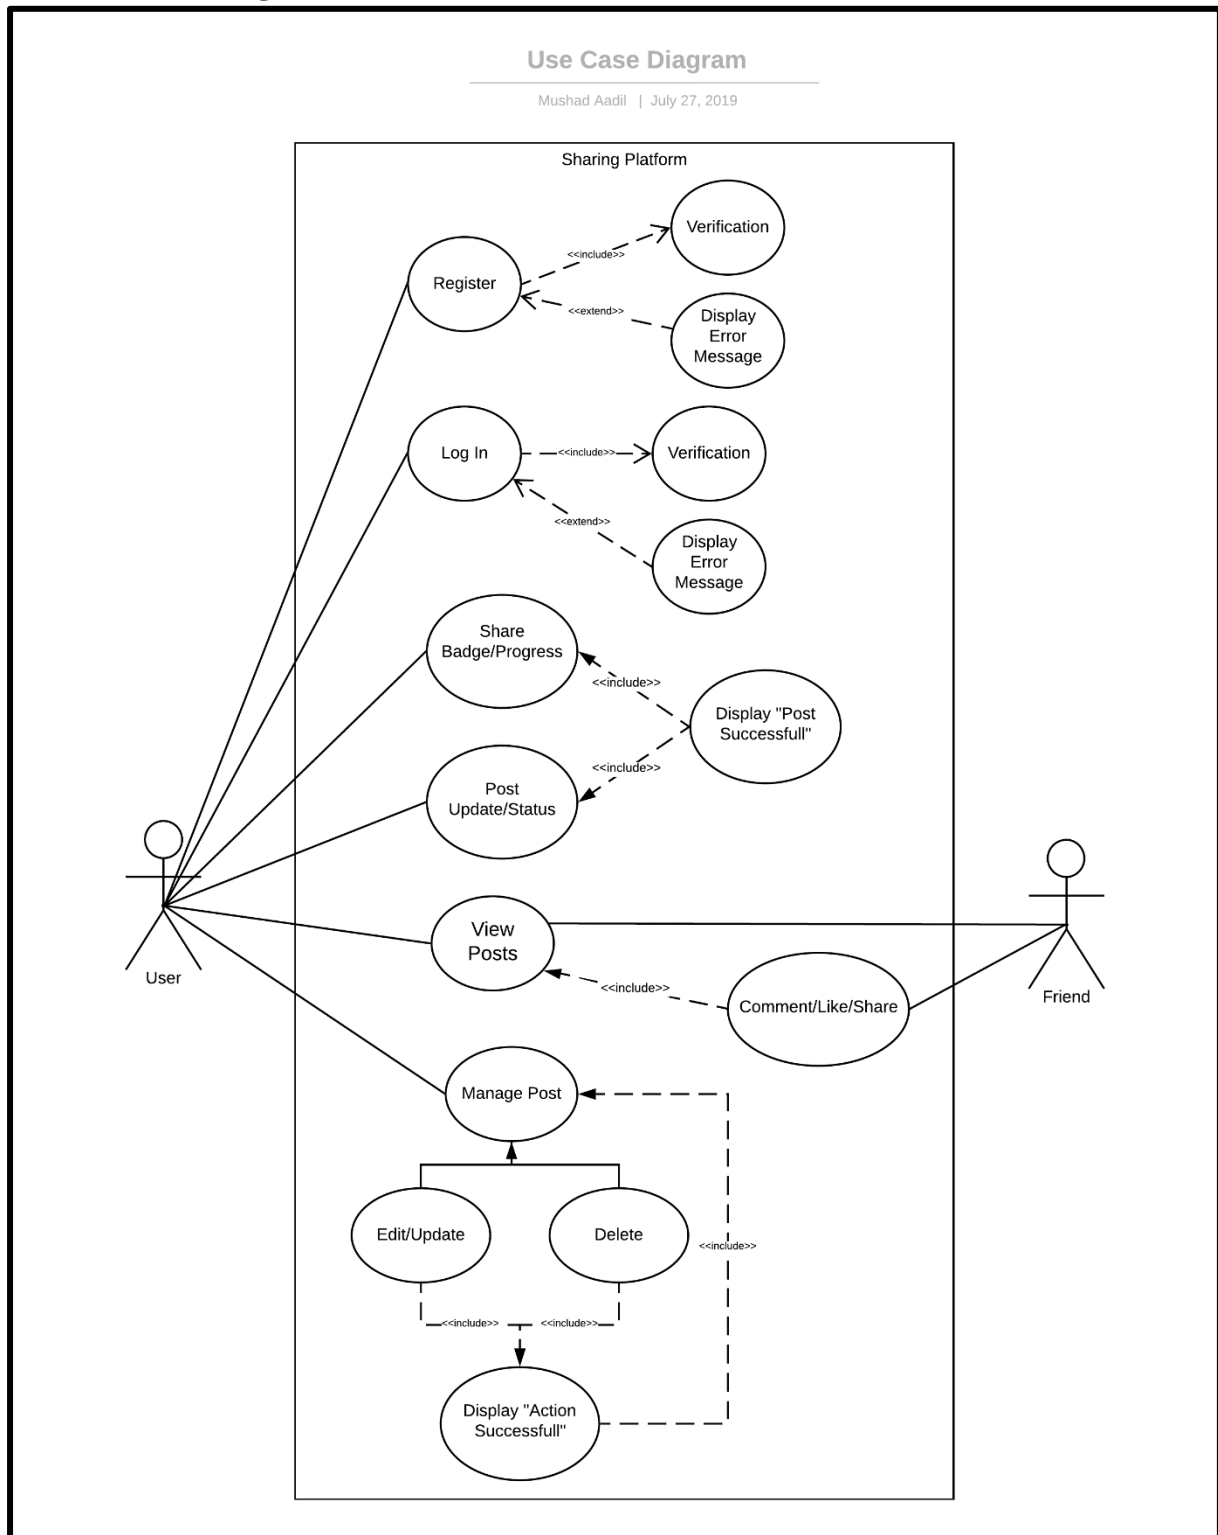 Use Case Diagram
Mushad Aadil | July 27, 2019
Sharing Platform
Verification
<<include>>
Register
<<extend>>
Display
Error
Message
Log In
<<include>>
Verification
<<extend>>
Display
Error
Message
Share
Badge/Progress
<<include>>
Display "Post
Successfull"
<<include>>
Post
Update/Status
View
Posts
User
<<include>>
Comment/Like/Share
Friend
Manage Post
Edit/Update
Delete
<<include>>
<<include>>
<<include>>
Display "Action
Successfull"